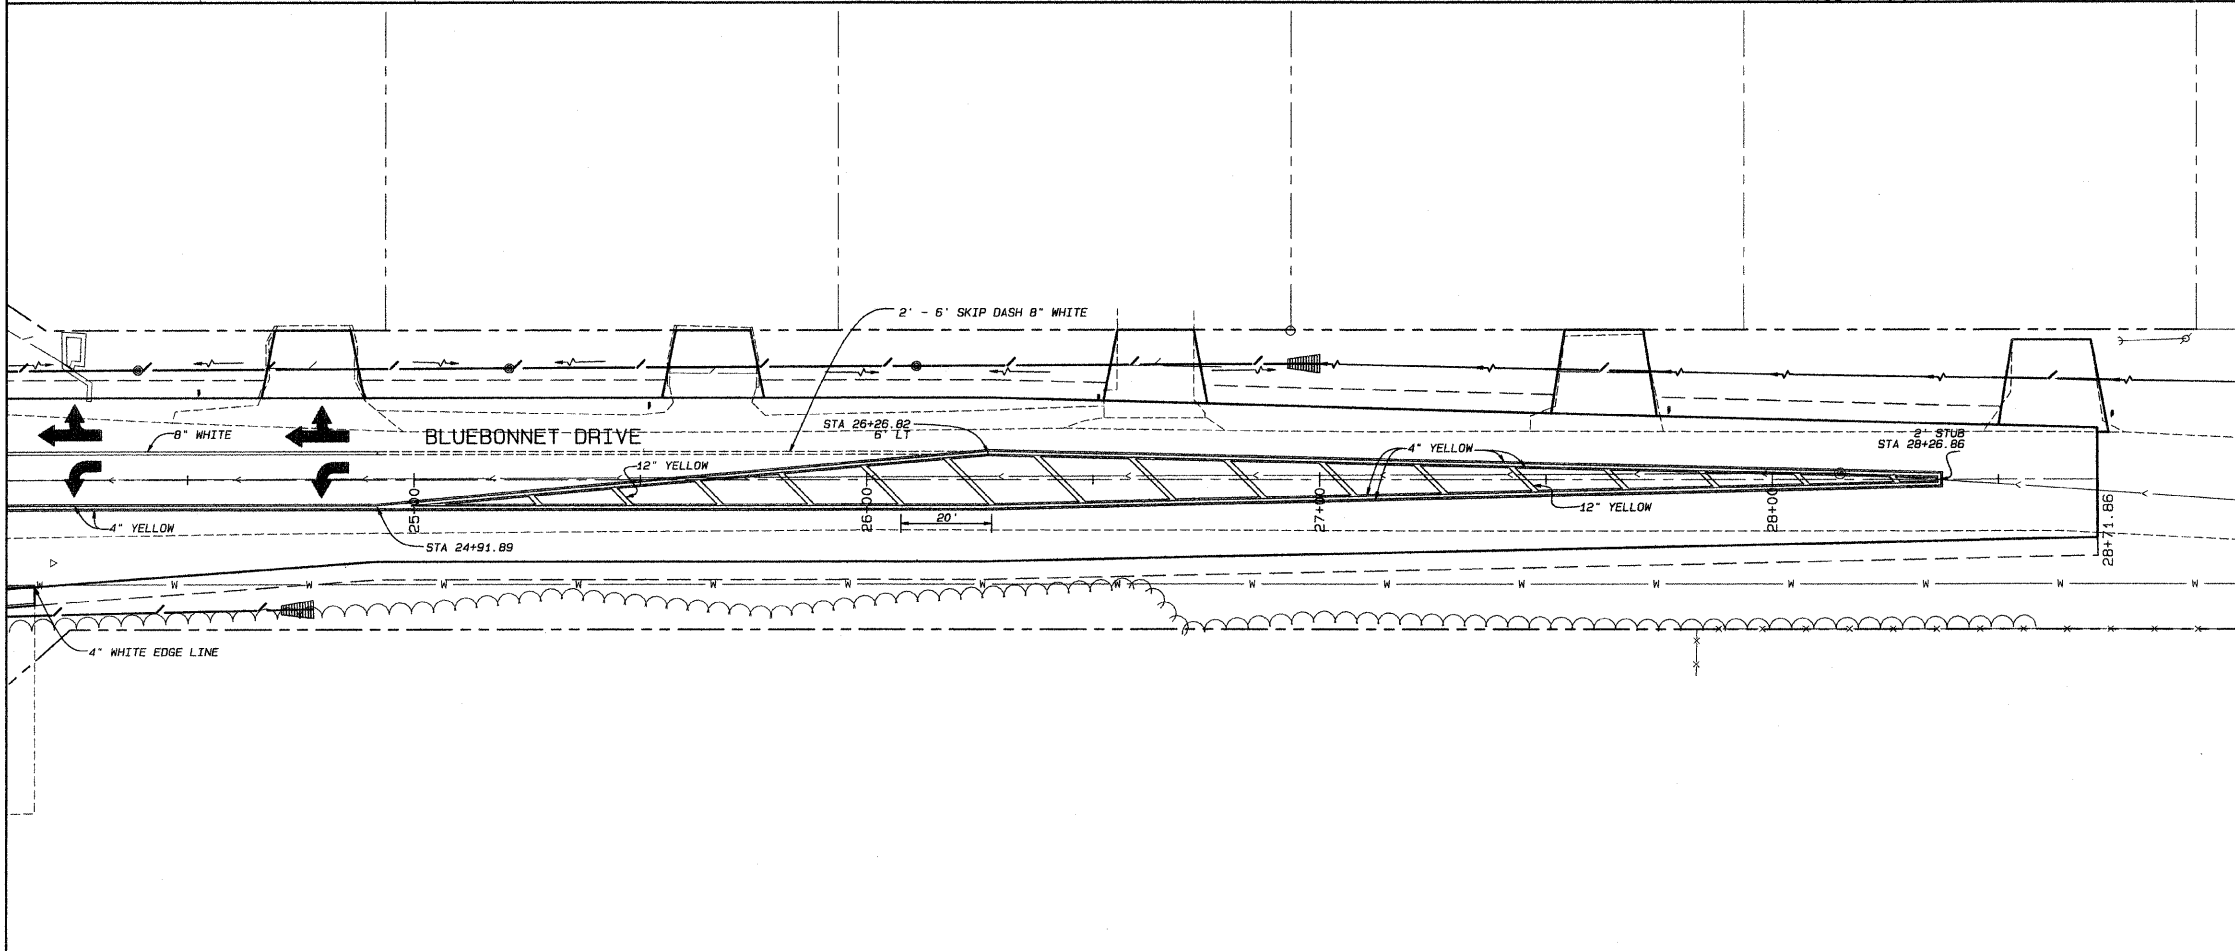 2' - 6' SKIP DASH 8" WHITE
8" WHITE
BLUEBONNET DRIVE
STA 26+26.82
6' LT
12" YELLOW
4" YELLOW
2' STUB
STA 28+26.86
25+00
26+00
27+00
28+00
12" YELLOW
20'
4" YELLOW
STA 24+91.89
28+71.86
W W W W W W W W W W W W W W W W W
4" WHITE EDGE LINE